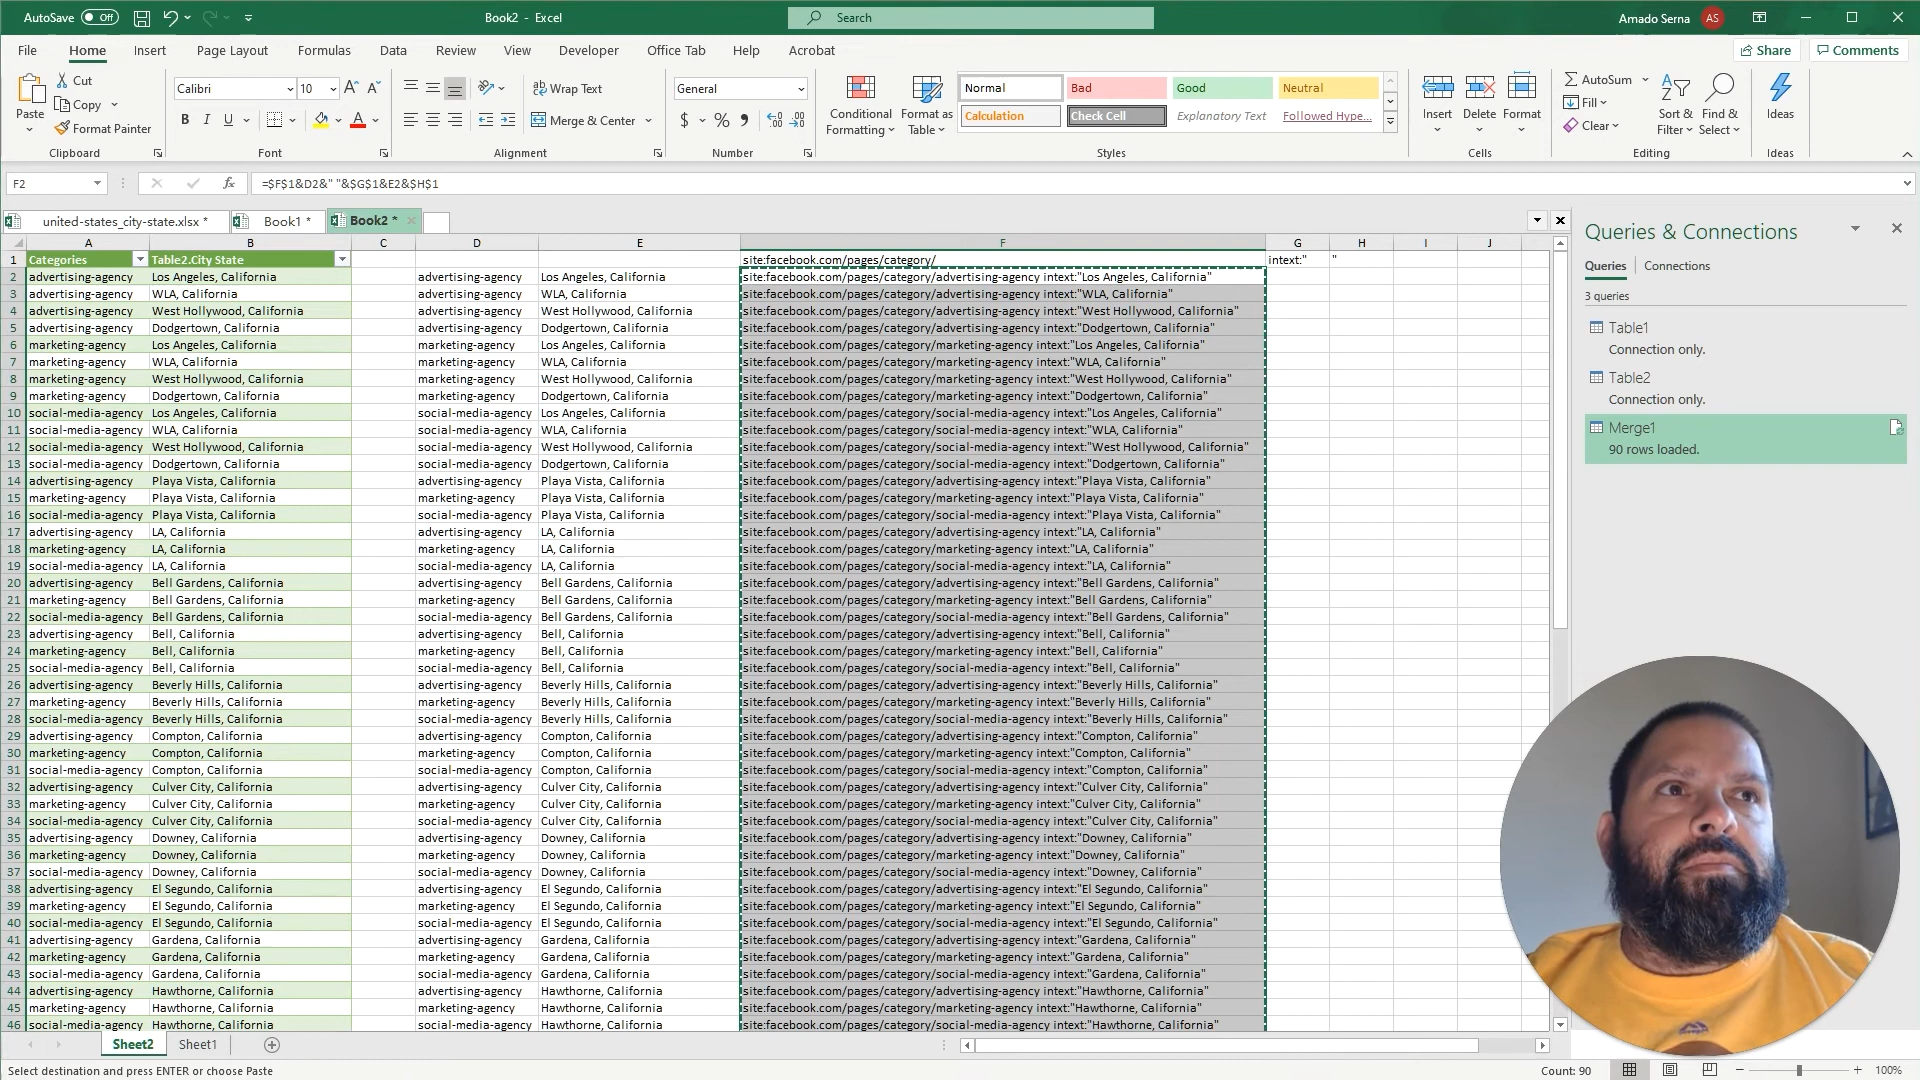 AutoSave Off Book2 - Excel Search Amado Serna AS
File Home Insert Page Layout Formulas Data Review View Developer Office Tab Help Acrobat Share Comments
Paste Cut Copy Format Painter Clipboard
Calibri 10 B I U A Font
Wrap Text Merge & Center Alignment
General $ % Number
Conditional Formatting Format as Table
Normal Bad Good Neutral
Calculation Check Cell Explanatory Text Followed Hype...
Styles
Insert Delete Format Cells
AutoSum Fill Clear Sort & Filter Find & Select Editing
Ideas Ideas
F2 fx =$F$1&D2&" "&$G$1&E2&$H$1
united-states_city-state.xlsx * Book1 * Book2 *
A B C D E F G H I J
1 Categories Table2.City State site:facebook.com/pages/category/ intext:" "
2 advertising-agency Los Angeles, California advertising-agency Los Angeles, California site:facebook.com/pages/category/advertising-agency intext:"Los Angeles, California"
3 advertising-agency WLA, California advertising-agency WLA, California site:facebook.com/pages/category/advertising-agency intext:"WLA, California"
4 advertising-agency West Hollywood, California advertising-agency West Hollywood, California site:facebook.com/pages/category/advertising-agency intext:"West Hollywood, California"
5 advertising-agency Dodgertown, California advertising-agency Dodgertown, California site:facebook.com/pages/category/advertising-agency intext:"Dodgertown, California"
6 marketing-agency Los Angeles, California marketing-agency Los Angeles, California site:facebook.com/pages/category/marketing-agency intext:"Los Angeles, California"
7 marketing-agency WLA, California marketing-agency WLA, California site:facebook.com/pages/category/marketing-agency intext:"WLA, California"
8 marketing-agency West Hollywood, California marketing-agency West Hollywood, California site:facebook.com/pages/category/marketing-agency intext:"West Hollywood, California"
9 marketing-agency Dodgertown, California marketing-agency Dodgertown, California site:facebook.com/pages/category/marketing-agency intext:"Dodgertown, California"
10 social-media-agency Los Angeles, California social-media-agency Los Angeles, California site:facebook.com/pages/category/social-media-agency intext:"Los Angeles, California"
11 social-media-agency WLA, California social-media-agency WLA, California site:facebook.com/pages/category/social-media-agency intext:"WLA, California"
12 social-media-agency West Hollywood, California social-media-agency West Hollywood, California site:facebook.com/pages/category/social-media-agency intext:"West Hollywood, California"
13 social-media-agency Dodgertown, California social-media-agency Dodgertown, California site:facebook.com/pages/category/social-media-agency intext:"Dodgertown, California"
14 advertising-agency Playa Vista, California advertising-agency Playa Vista, California site:facebook.com/pages/category/advertising-agency intext:"Playa Vista, California"
15 marketing-agency Playa Vista, California marketing-agency Playa Vista, California site:facebook.com/pages/category/marketing-agency intext:"Playa Vista, California"
16 social-media-agency Playa Vista, California social-media-agency Playa Vista, California site:facebook.com/pages/category/social-media-agency intext:"Playa Vista, California"
17 advertising-agency LA, California advertising-agency LA, California site:facebook.com/pages/category/advertising-agency intext:"LA, California"
18 marketing-agency LA, California marketing-agency LA, California site:facebook.com/pages/category/marketing-agency intext:"LA, California"
19 social-media-agency LA, California social-media-agency LA, California site:facebook.com/pages/category/social-media-agency intext:"LA, California"
20 advertising-agency Bell Gardens, California advertising-agency Bell Gardens, California site:facebook.com/pages/category/advertising-agency intext:"Bell Gardens, California"
21 marketing-agency Bell Gardens, California marketing-agency Bell Gardens, California site:facebook.com/pages/category/marketing-agency intext:"Bell Gardens, California"
22 social-media-agency Bell Gardens, California social-media-agency Bell Gardens, California site:facebook.com/pages/category/social-media-agency intext:"Bell Gardens, California"
23 advertising-agency Bell, California advertising-agency Bell, California site:facebook.com/pages/category/advertising-agency intext:"Bell, California"
24 marketing-agency Bell, California marketing-agency Bell, California site:facebook.com/pages/category/marketing-agency intext:"Bell, California"
25 social-media-agency Bell, California social-media-agency Bell, California site:facebook.com/pages/category/social-media-agency intext:"Bell, California"
26 advertising-agency Beverly Hills, California advertising-agency Beverly Hills, California site:facebook.com/pages/category/advertising-agency intext:"Beverly Hills, California"
27 marketing-agency Beverly Hills, California marketing-agency Beverly Hills, California site:facebook.com/pages/category/marketing-agency intext:"Beverly Hills, California"
28 social-media-agency Beverly Hills, California social-media-agency Beverly Hills, California site:facebook.com/pages/category/social-media-agency intext:"Beverly Hills, California"
29 advertising-agency Compton, California advertising-agency Compton, California site:facebook.com/pages/category/advertising-agency intext:"Compton, California"
30 marketing-agency Compton, California marketing-agency Compton, California site:facebook.com/pages/category/marketing-agency intext:"Compton, California"
31 social-media-agency Compton, California social-media-agency Compton, California site:facebook.com/pages/category/social-media-agency intext:"Compton, California"
32 advertising-agency Culver City, California advertising-agency Culver City, California site:facebook.com/pages/category/advertising-agency intext:"Culver City, California"
33 marketing-agency Culver City, California marketing-agency Culver City, California site:facebook.com/pages/category/marketing-agency intext:"Culver City, California"
34 social-media-agency Culver City, California social-media-agency Culver City, California site:facebook.com/pages/category/social-media-agency intext:"Culver City, California"
35 advertising-agency Downey, California advertising-agency Downey, California site:facebook.com/pages/category/advertising-agency intext:"Downey, California"
36 marketing-agency Downey, California marketing-agency Downey, California site:facebook.com/pages/category/marketing-agency intext:"Downey, California"
37 social-media-agency Downey, California social-media-agency Downey, California site:facebook.com/pages/category/social-media-agency intext:"Downey, California"
38 advertising-agency El Segundo, California advertising-agency El Segundo, California site:facebook.com/pages/category/advertising-agency intext:"El Segundo, California"
39 marketing-agency El Segundo, California marketing-agency El Segundo, California site:facebook.com/pages/category/marketing-agency intext:"El Segundo, California"
40 social-media-agency El Segundo, California social-media-agency El Segundo, California site:facebook.com/pages/category/social-media-agency intext:"El Segundo, California"
41 advertising-agency Gardena, California advertising-agency Gardena, California site:facebook.com/pages/category/advertising-agency intext:"Gardena, California"
42 marketing-agency Gardena, California marketing-agency Gardena, California site:facebook.com/pages/category/marketing-agency intext:"Gardena, California"
43 social-media-agency Gardena, California social-media-agency Gardena, California site:facebook.com/pages/category/social-media-agency intext:"Gardena, California"
44 advertising-agency Hawthorne, California advertising-agency Hawthorne, California site:facebook.com/pages/category/advertising-agency intext:"Hawthorne, California"
45 marketing-agency Hawthorne, California marketing-agency Hawthorne, California site:facebook.com/pages/category/marketing-agency intext:"Hawthorne, California"
46 social-media-agency Hawthorne, California social-media-agency Hawthorne, California site:facebook.com/pages/category/social-media-agency intext:"Hawthorne, California"
Queries & Connections
Queries Connections
3 queries
Table1
Connection only.
Table2
Connection only.
Merge1
90 rows loaded.
Sheet2 Sheet1
Select destination and press ENTER or choose Paste Count: 90 100%